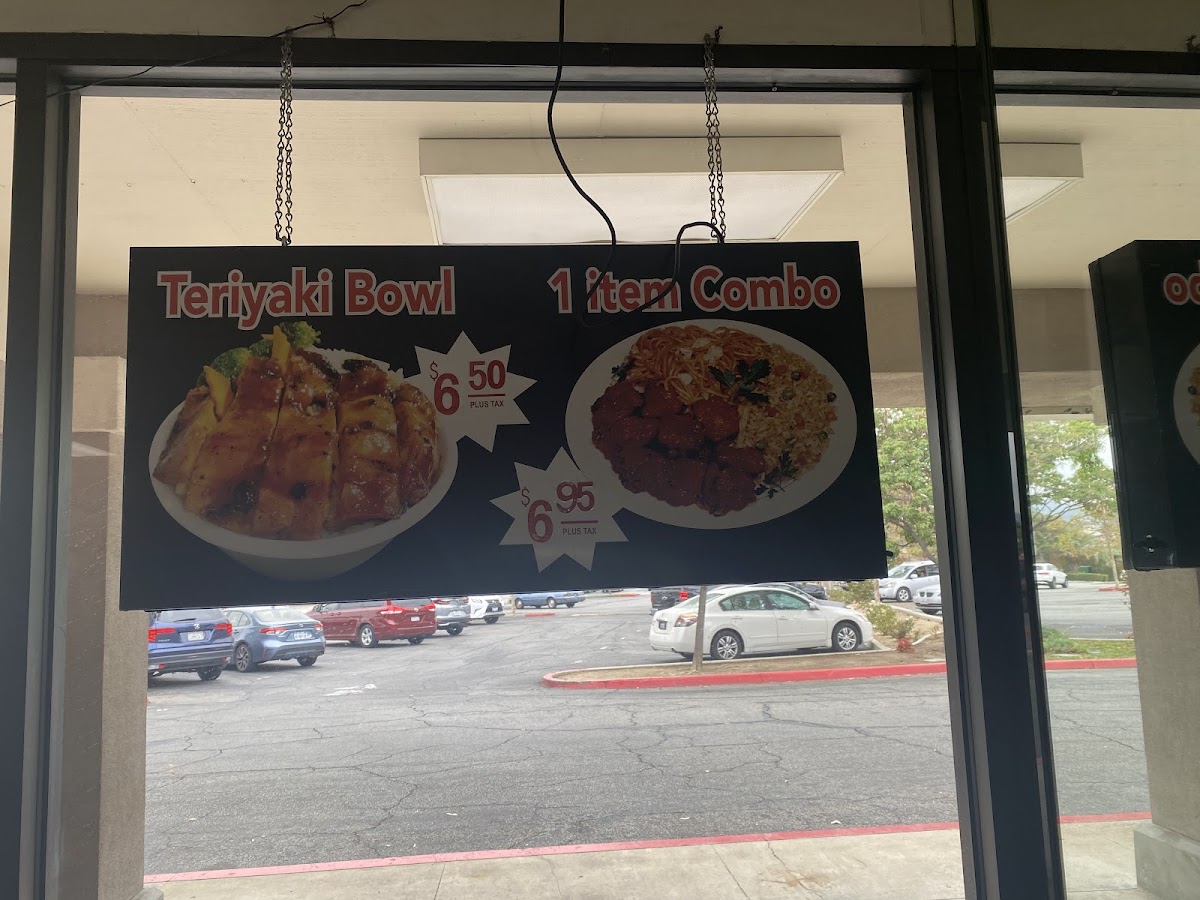 Teriyaki Bowl
$6 50
PLUS TAX
1 item Combo
$6 95
PLUS TAX